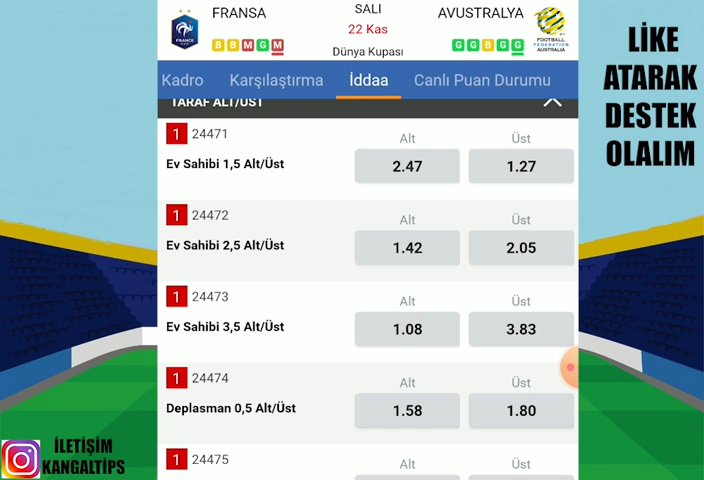 FRANSA
B B M G M
SALI
22 Kas
Dünya Kupası
AVUSTRALYA
G G B G G
FRANCE
FOOTBALL
FEDERATION
AUSTRALIA
Kadro Karşılaştırma İddaa Canlı Puan Durumu
TARAF ALT/ÜST
1 24471
Ev Sahibi 1,5 Alt/Üst
Alt Üst
2.47 1.27
1 24472
Ev Sahibi 2,5 Alt/Üst
Alt Üst
1.42 2.05
1 24473
Ev Sahibi 3,5 Alt/Üst
Alt Üst
1.08 3.83
1 24474
Deplasman 0,5 Alt/Üst
Alt Üst
1.58 1.80
1 24475
Alt Üst
LİKE
ATARAK
DESTEK
OLALIM
İLETİŞİM
KANGALTİPS